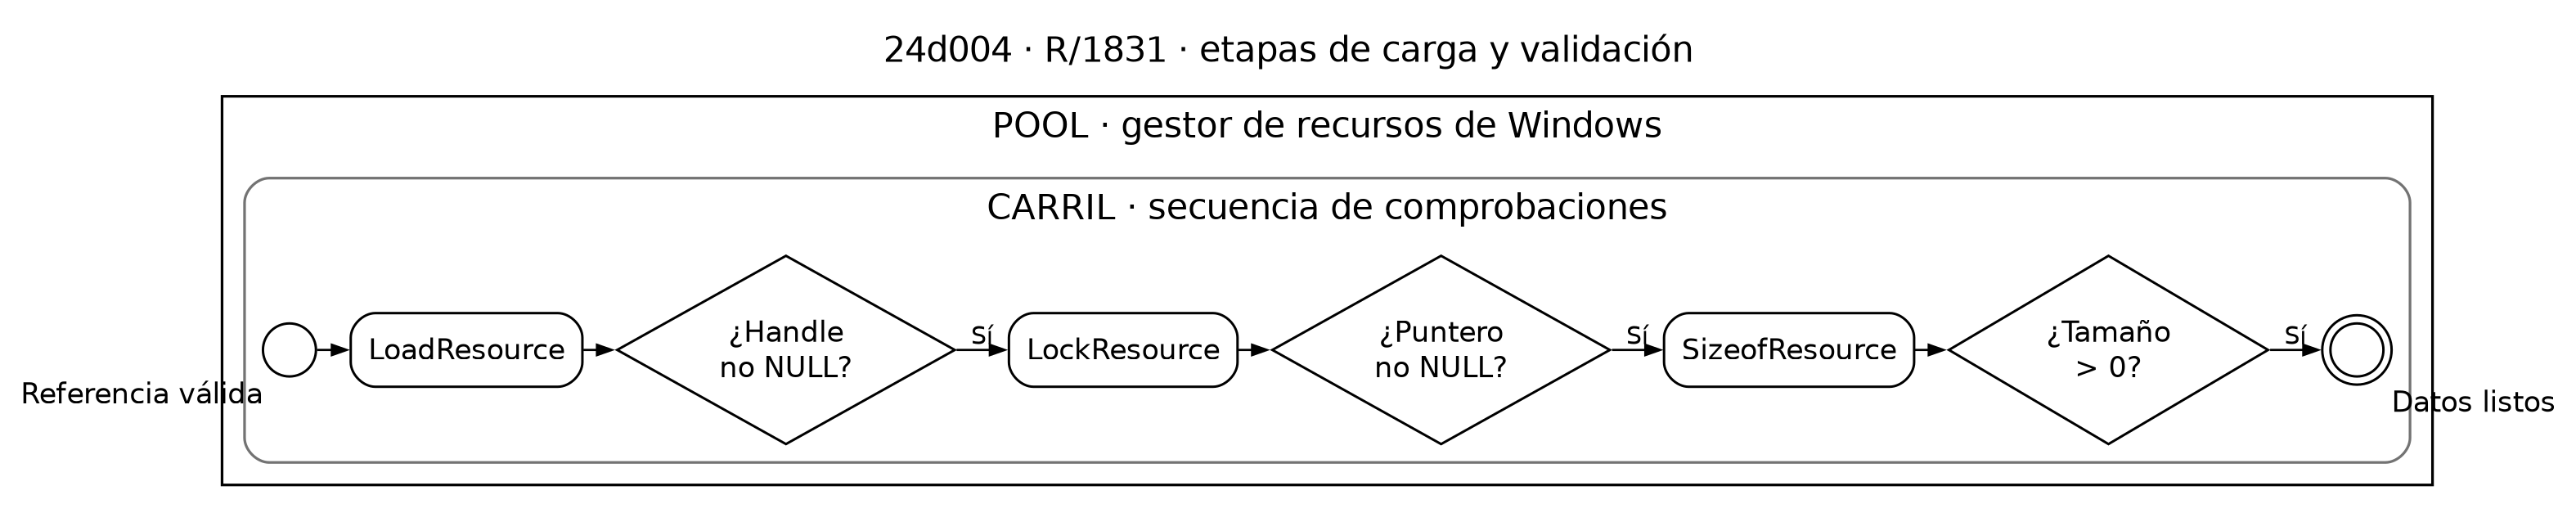 24d004 · R/1831 · etapas de carga y validación
POOL · gestor de recursos de Windows
CARRIL · secuencia de comprobaciones
Referencia válida
LoadResource
¿Handle
no NULL?
Sí
LockResource
¿Puntero
no NULL?
Sí
SizeofResource
¿Tamaño
> 0?
Sí
Datos listos